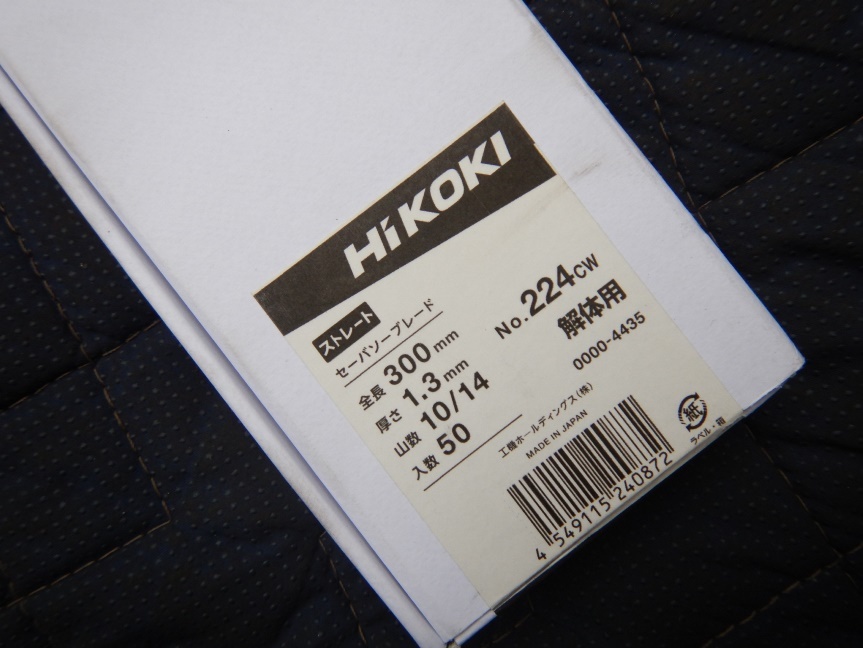 HiKOKI
ストレート
セーバソーブレード
全長 300 mm
厚さ 1.3 mm
山数 10/14
入数 50
No. 224CW
解体用
0000-4435
工機ホールディングス(株)
MADE IN JAPAN
4 549115 240872
紙
ラベル・箱